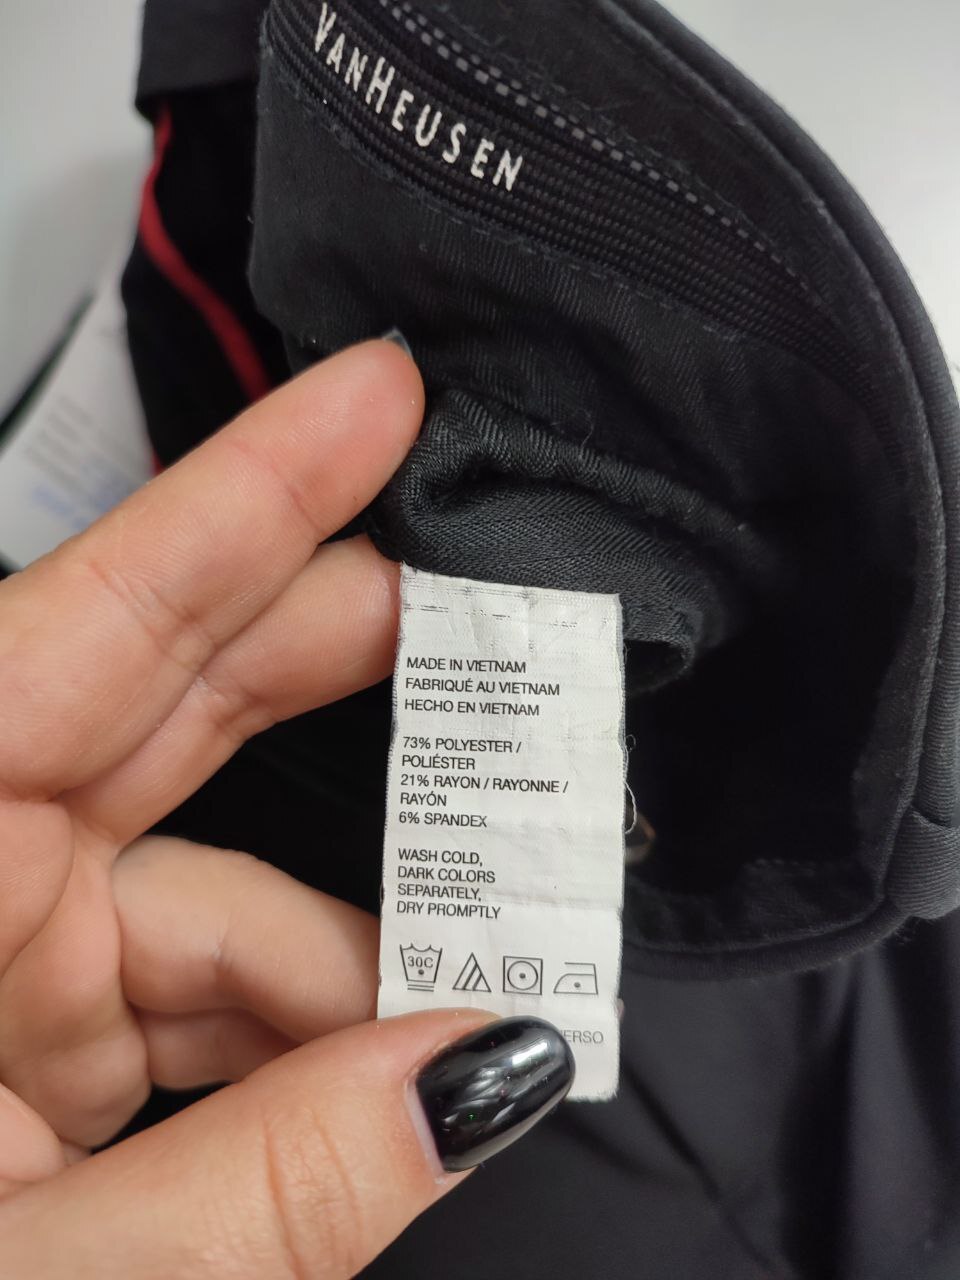 VANHEUSEN
MADE IN VIETNAM
FABRIQUÉ AU VIETNAM
HECHO EN VIETNAM
73% POLYESTER /
POLIÉSTER
21% RAYON / RAYONNE /
RAYÓN
6% SPANDEX
WASH COLD,
DARK COLORS
SEPARATELY,
DRY PROMPTLY
30C